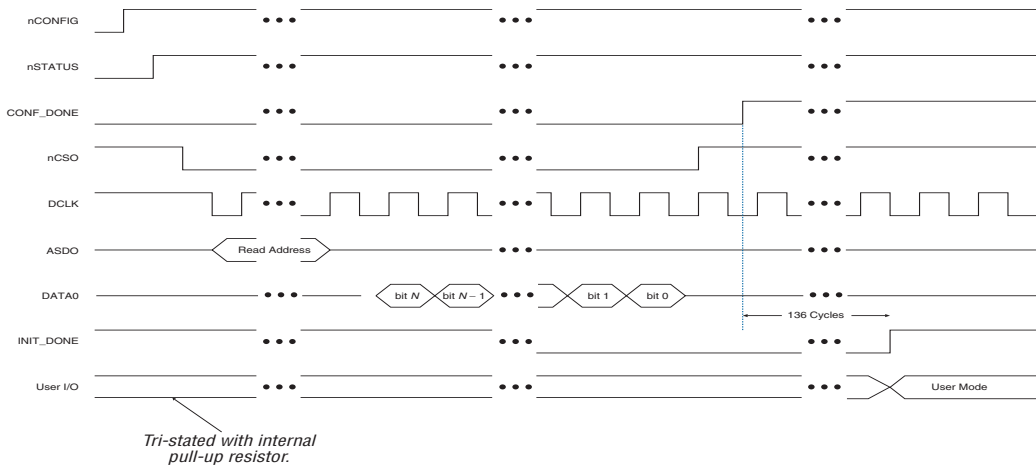 nCONFIG
nSTATUS
CONF_DONE
nCSO
DCLK
ASDO
Read Address
DATA0
bit N
bit N – 1
bit 1
bit 0
136 Cycles
INIT_DONE
User I/O
User Mode
Tri-stated with internal
pull-up resistor.